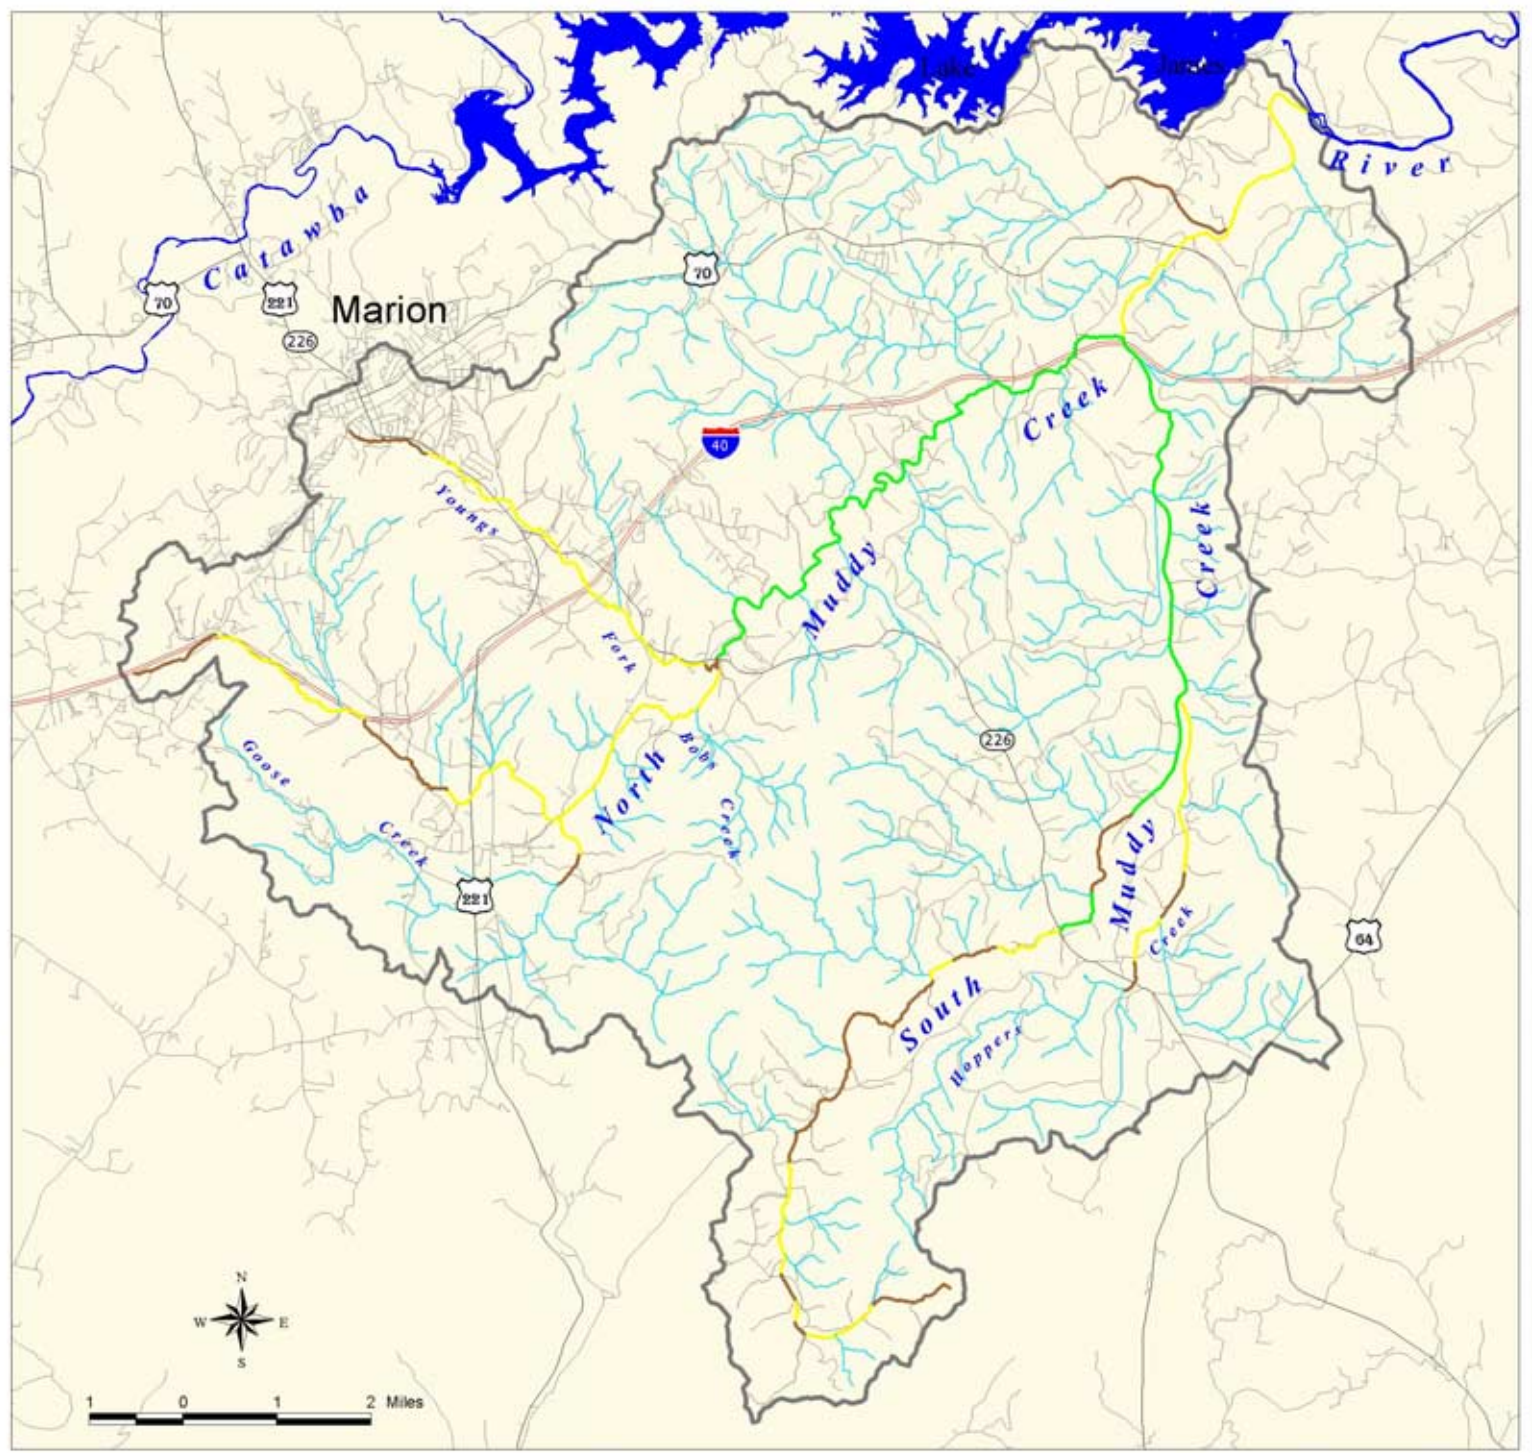 Lake James
River
Catawba
70
70
221
Marion
226
Creek
40
Youngs
Creek
Muddy
Fork
226
Bobs
Goose
North
Creek
Creek
Muddy
221
Creek
64
South
Hoppers
N
W E
S
1 0 1 2 Miles